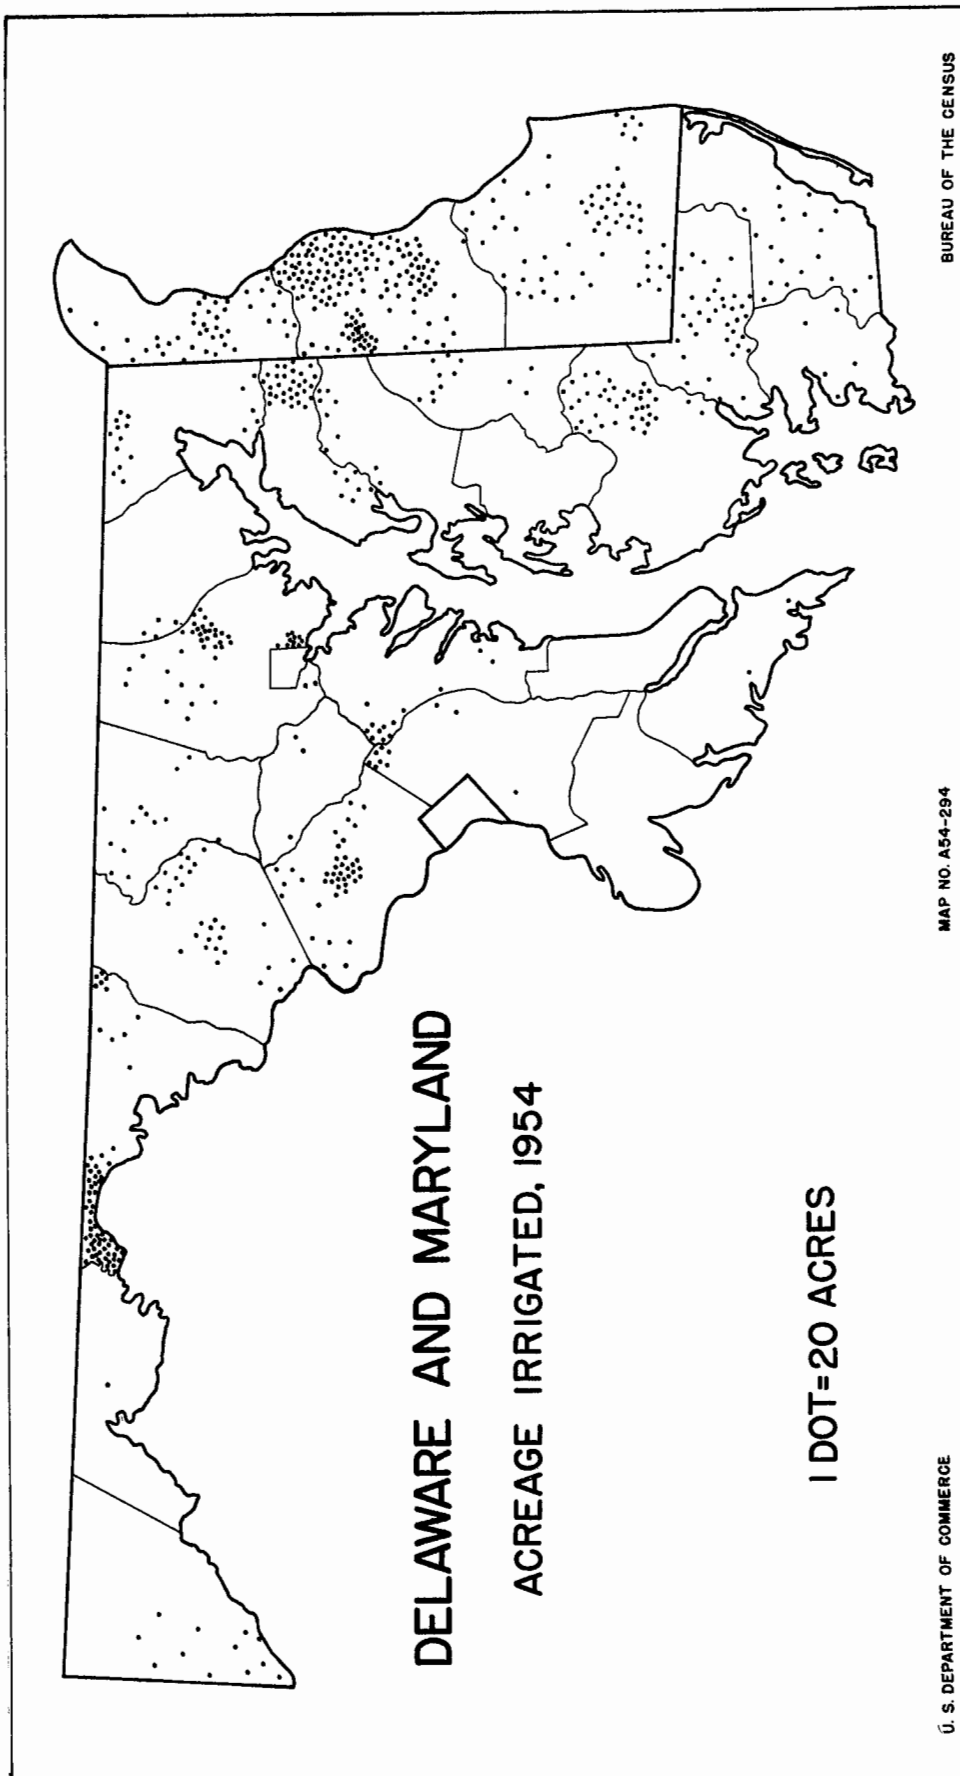 DELAWARE AND MARYLAND
ACREAGE IRRIGATED, 1954
1 DOT=20 ACRES
U. S. DEPARTMENT OF COMMERCE
MAP NO. A54-294
BUREAU OF THE CENSUS